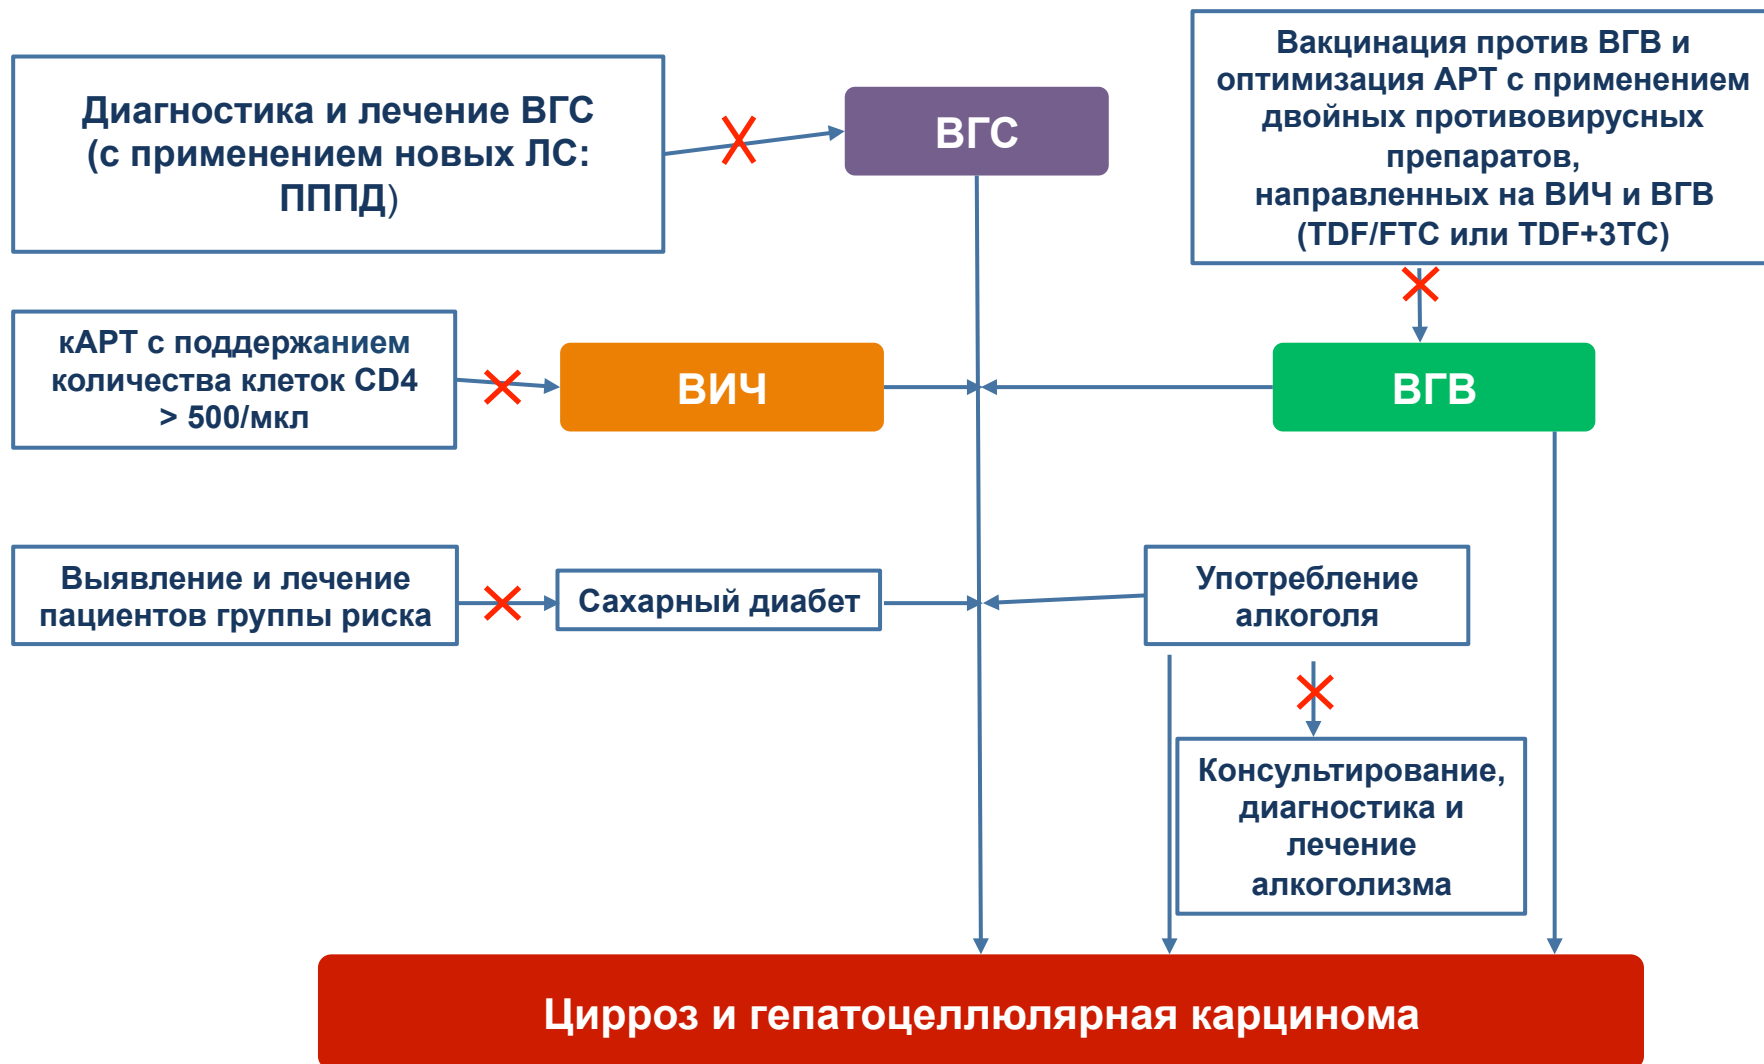 Диагностика и лечение ВГС
(с применением новых ЛС:
ПППД)
ВГС
Вакцинация против ВГВ и
оптимизация АРТ с применением
двойных противовирусных
препаратов,
направленных на ВИЧ и ВГВ
(TDF/FTC или TDF+3TC)
кАРТ с поддержанием
количества клеток CD4
> 500/мкл
ВИЧ
ВГВ
Выявление и лечение
пациентов группы риска
Сахарный диабет
Употребление
алкоголя
Консультирование,
диагностика и
лечение
алкоголизма
Цирроз и гепатоцеллюлярная карцинома